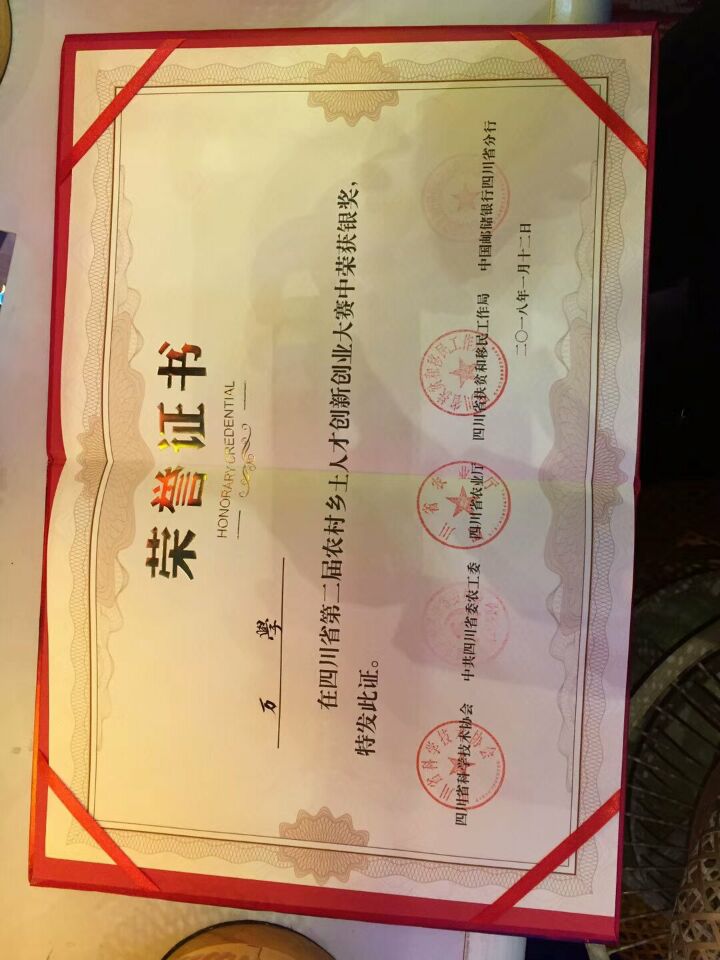 荣誉证书
HONORARY CREDENTIAL
万 學
在四川省第二届农村乡土人才创新创业大赛中荣获银奖，
特发此证。
四川省科学技术协会 中共四川省委农工委 四川省农业厅 四川省扶贫和移民工作局 中国邮储银行四川省分行
二〇一八年一月十二日